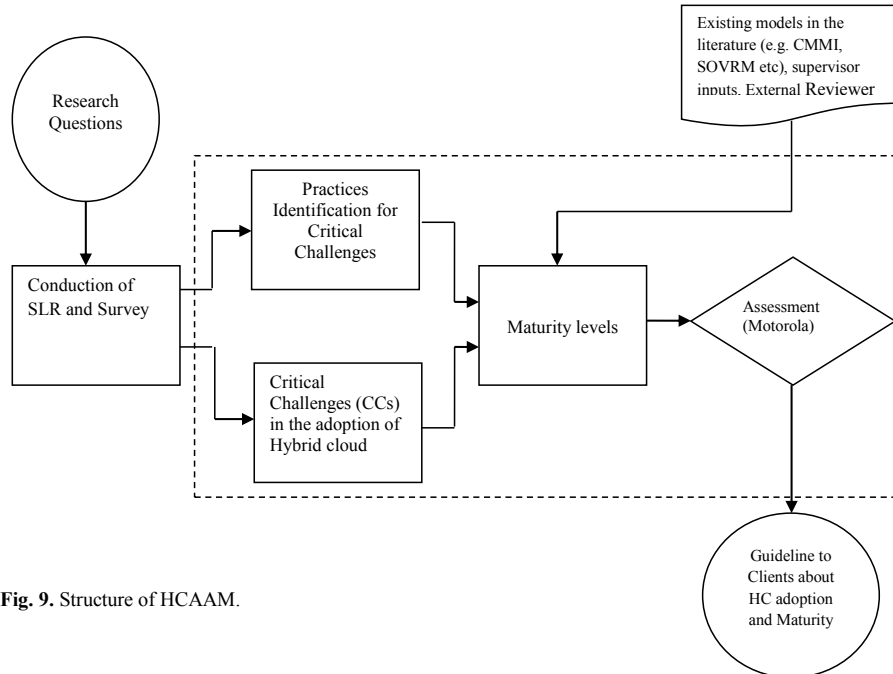 Existing models in the
literature (e.g. CMMI,
SOVRM etc), supervisor
inputs, External Reviewer
Research
Questions
Practices
Identification for
Critical
Challenges
Conduction of
SLR and Survey
Maturity levels
Assessment
(Motorola)
Critical
Challenges (CCs)
in the adoption of
Hybrid cloud
Guideline to
Clients about
HC adoption
and Maturity
Fig. 9. Structure of HCAAM.